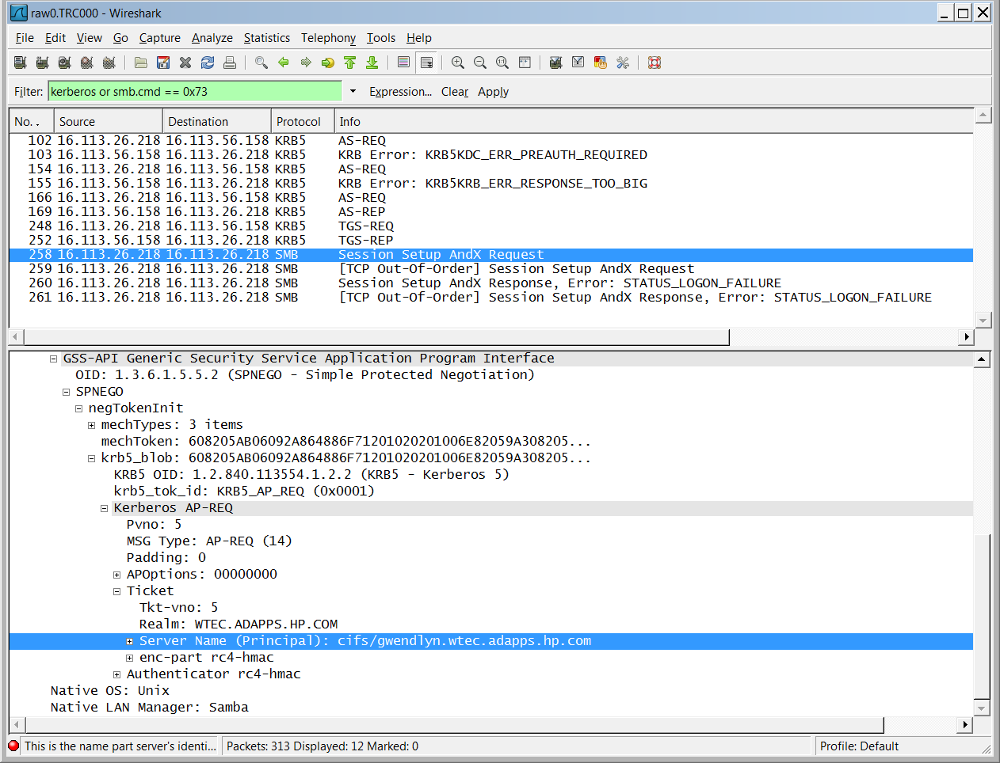 raw0.TRC000 - Wireshark
File Edit View Go Capture Analyze Statistics Telephony Tools Help
Filter: kerberos or smb.cmd == 0x73 Expression... Clear Apply
No. . Source Destination Protocol Info
102 16.113.26.218 16.113.56.158 KRB5 AS-REQ
103 16.113.56.158 16.113.26.218 KRB5 KRB Error: KRB5KDC_ERR_PREAUTH_REQUIRED
154 16.113.26.218 16.113.56.158 KRB5 AS-REQ
155 16.113.56.158 16.113.26.218 KRB5 KRB Error: KRB5KRB_ERR_RESPONSE_TOO_BIG
166 16.113.26.218 16.113.56.158 KRB5 AS-REQ
169 16.113.56.158 16.113.26.218 KRB5 AS-REP
248 16.113.26.218 16.113.56.158 KRB5 TGS-REQ
252 16.113.56.158 16.113.26.218 KRB5 TGS-REP
258 16.113.26.218 16.113.26.218 SMB Session Setup AndX Request
259 16.113.26.218 16.113.26.218 SMB [TCP Out-Of-Order] Session Setup AndX Request
260 16.113.26.218 16.113.26.218 SMB Session Setup AndX Response, Error: STATUS_LOGON_FAILURE
261 16.113.26.218 16.113.26.218 SMB [TCP Out-Of-Order] Session Setup AndX Response, Error: STATUS_LOGON_FAILURE
GSS-API Generic Security Service Application Program Interface
OID: 1.3.6.1.5.5.2 (SPNEGO - Simple Protected Negotiation)
SPNEGO
negTokenInit
mechTypes: 3 items
mechToken: 608205AB06092A864886F71201020201006E82059A308205...
krb5_blob: 608205AB06092A864886F71201020201006E82059A308205...
KRB5 OID: 1.2.840.113554.1.2.2 (KRB5 - Kerberos 5)
krb5_tok_id: KRB5_AP_REQ (0x0001)
Kerberos AP-REQ
Pvno: 5
MSG Type: AP-REQ (14)
Padding: 0
APOptions: 00000000
Ticket
Tkt-vno: 5
Realm: WTEC.ADAPPS.HP.COM
Server Name (Principal): cifs/gwendlyn.wtec.adapps.hp.com
enc-part rc4-hmac
Authenticator rc4-hmac
Native OS: Unix
Native LAN Manager: Samba
This is the name part server's identi... Packets: 313 Displayed: 12 Marked: 0 Profile: Default